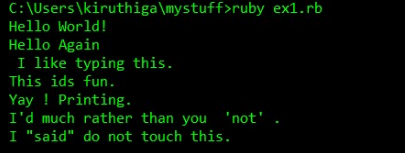 C:\Users\kiruthiga\mystuff>ruby ex1.rb
Hello World!
Hello Again
 I like typing this.
This ids fun.
Yay ! Printing.
I'd much rather than you  'not' .
I "said" do not touch this.